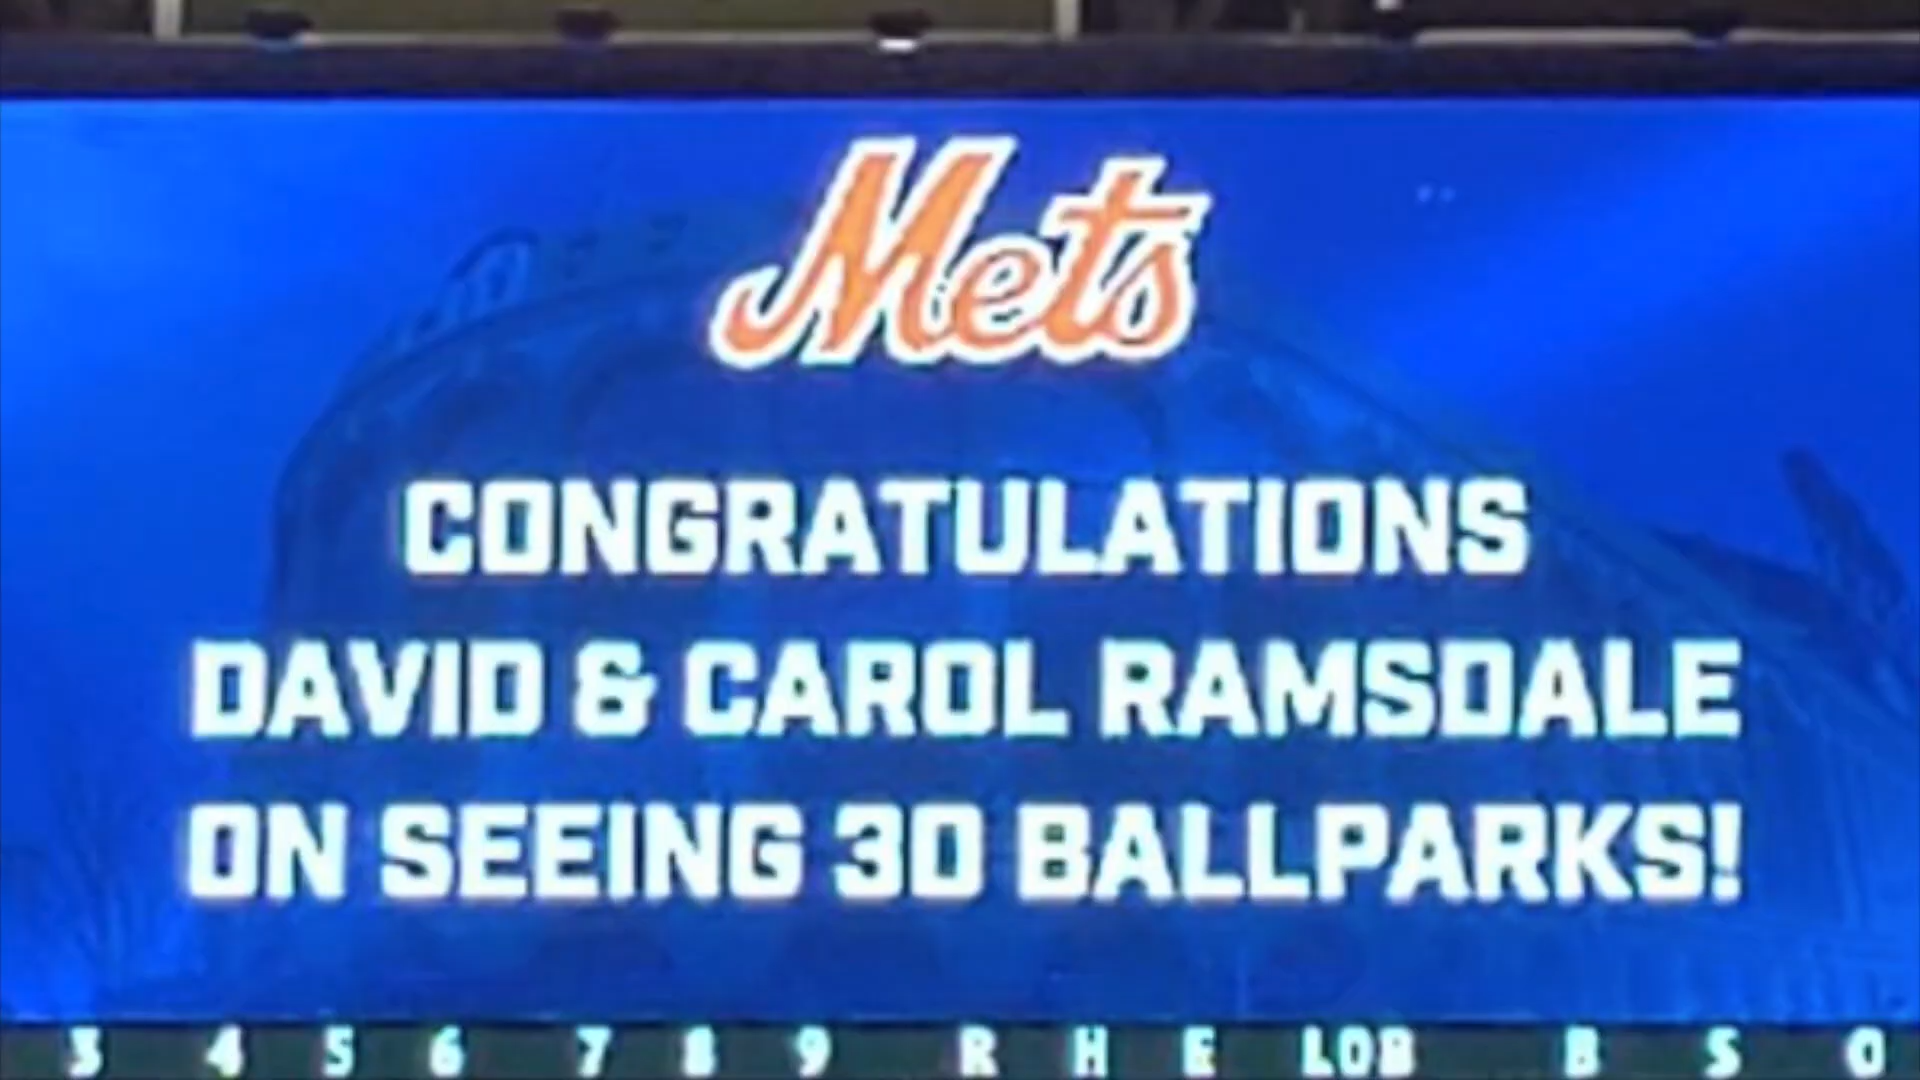 Mets
CONGRATULATIONS
DAVID & CAROL RAMSDALE
ON SEEING 30 BALLPARKS!
3 4 5 6 7 8 9 R H E LOB B S O